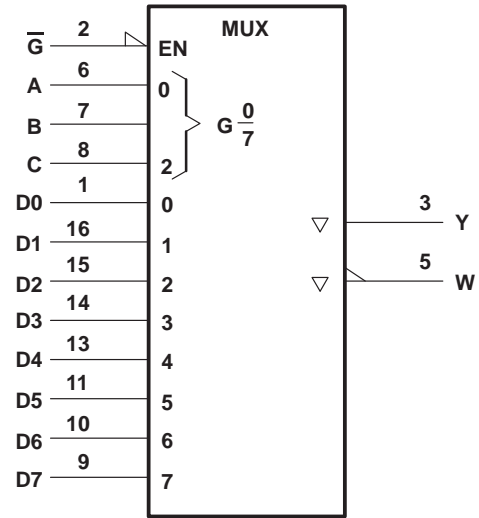 MUX
G̅ 2 EN
A 6 0
B 7 G 0/7
C 8 2
D0 1 0
D1 16 1
D2 15 2
D3 14 3
D4 13 4
D5 11 5
D6 10 6
D7 9 7
▽ 3 Y
▽ 5 W